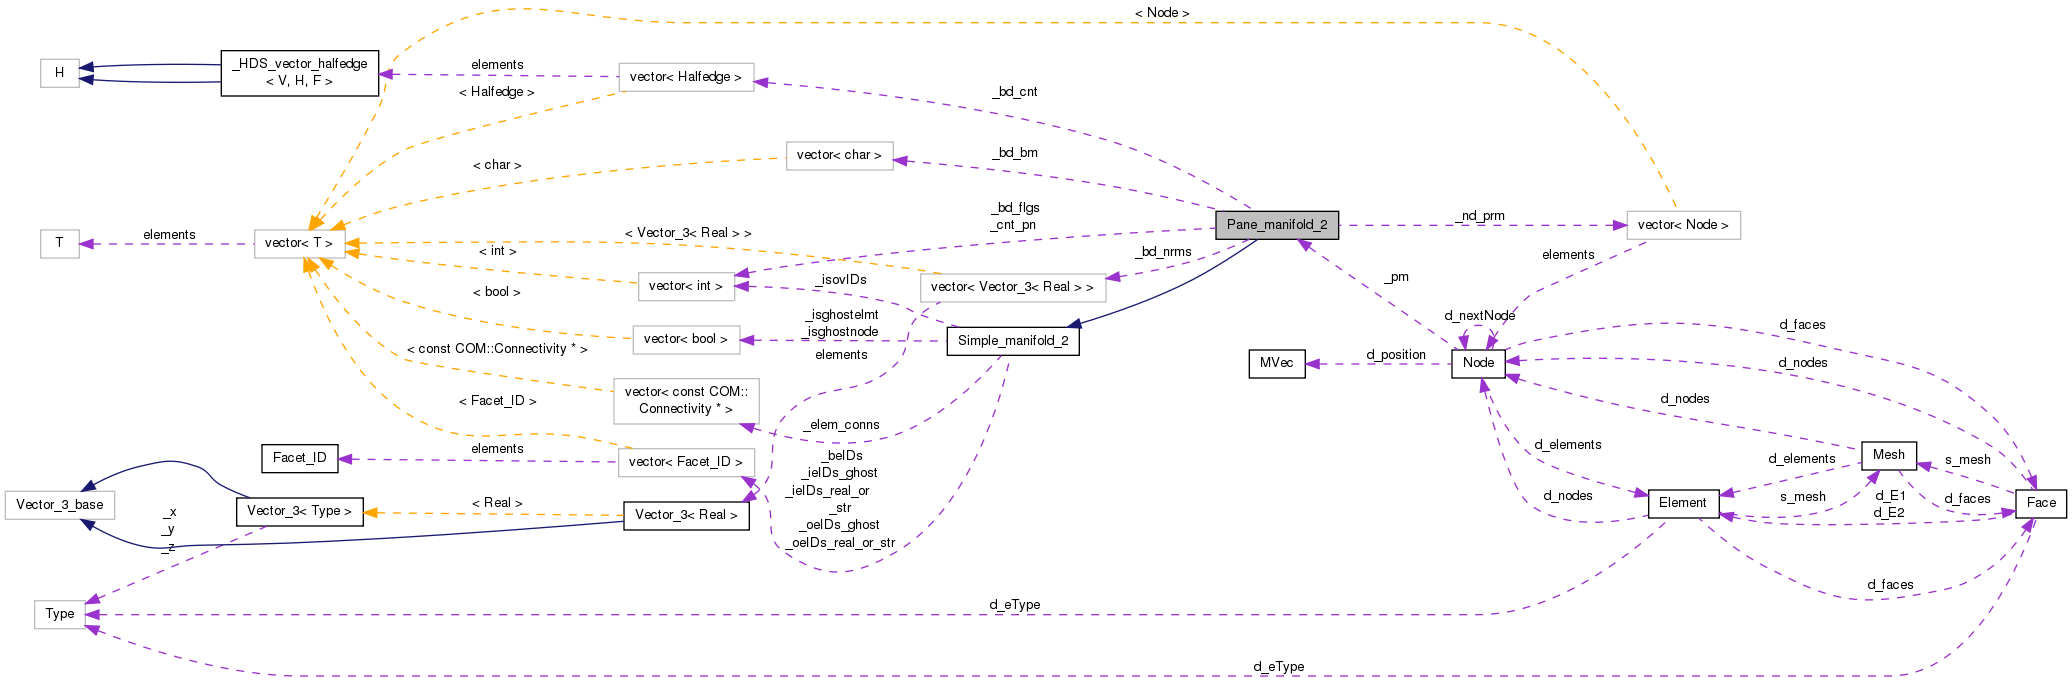 < Node >
H
_HDS_vector_halfedge
< V, H, F >
elements
vector< Halfedge >
< Halfedge >
_bd_cnt
< char >
vector< char >
_bd_bm
T
elements
vector< T >
< Vector_3< Real > >
_bd_flgs
_cnt_pn
Pane_manifold_2
_nd_prm
vector< Node >
< int >
_bd_nrms
elements
vector< int >
_isovIDs
vector< Vector_3< Real > >
_pm
< bool >
_isghostelmt
_isghostnode
d_nextNode
vector< bool >
Simple_manifold_2
d_faces
< const COM::Connectivity * >
elements
MVec
d_position
Node
d_nodes
vector< const COM::
Connectivity * >
< Facet_ID >
d_nodes
_elem_conns
d_elements
Facet_ID
elements
vector< Facet_ID >
_beIDs
_ieIDs_ghost
_ieIDs_real_or
_str
_oeIDs_ghost
_oeIDs_real_or_str
Mesh
d_elements
s_mesh
Vector_3_base
Vector_3< Type >
< Real >
Vector_3< Real >
d_nodes
Element
s_mesh
d_E1
d_E2
d_faces
Face
_x
_y
_z
Type
d_eType
d_faces
d_eType